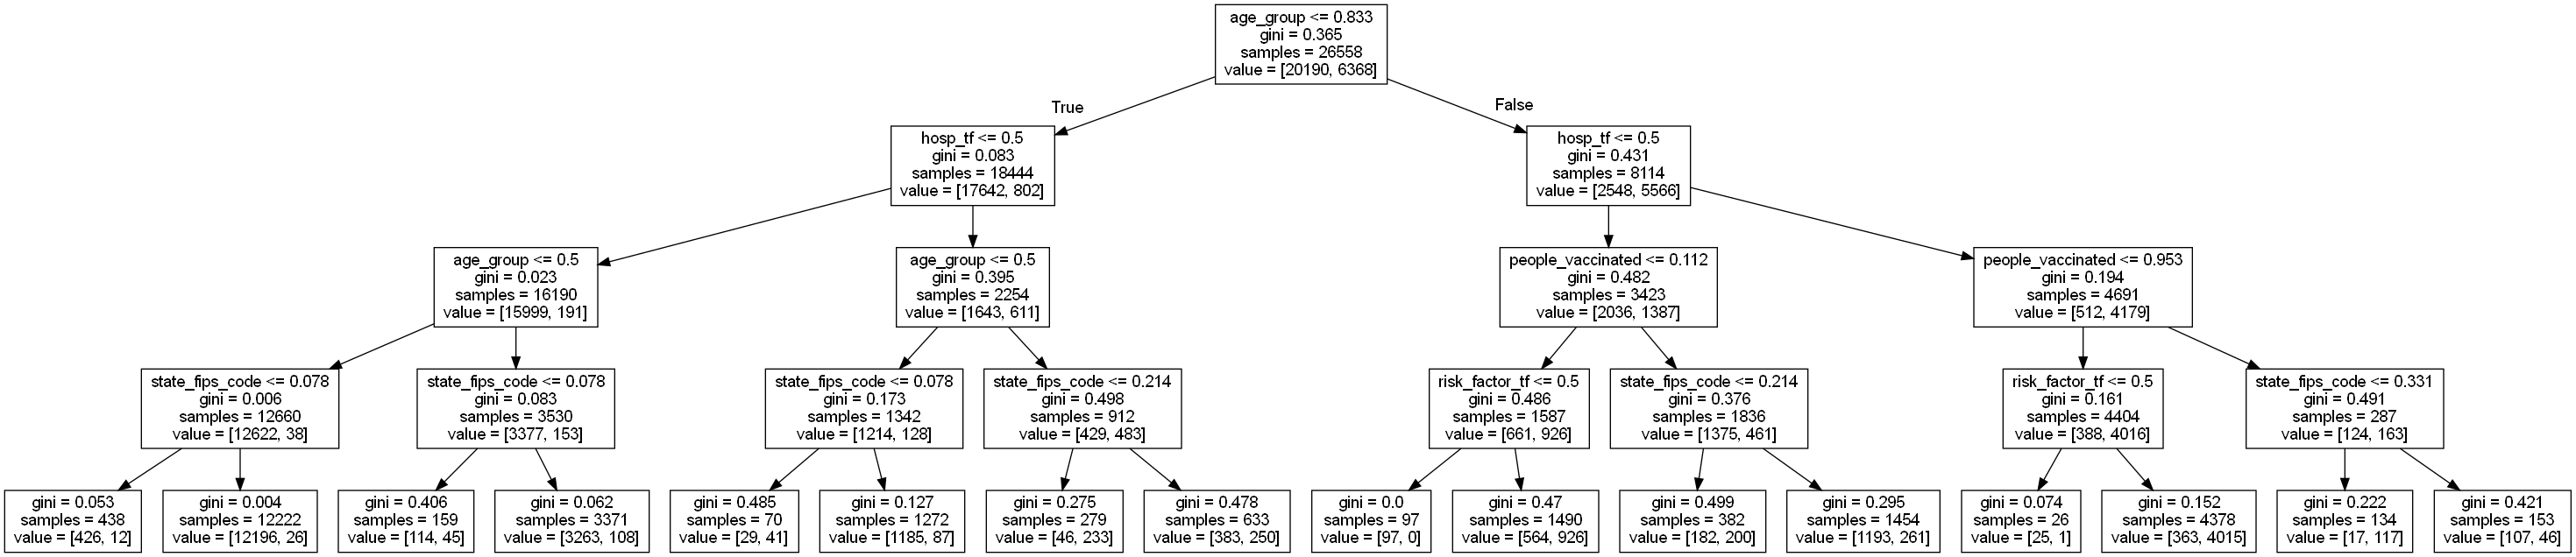 age_group <= 0.833
gini = 0.365
samples = 26558
value = [20190, 6368]
True
False
hosp_tf <= 0.5
gini = 0.083
samples = 18444
value = [17642, 802]
hosp_tf <= 0.5
gini = 0.431
samples = 8114
value = [2548, 5566]
age_group <= 0.5
gini = 0.023
samples = 16190
value = [15999, 191]
age_group <= 0.5
gini = 0.395
samples = 2254
value = [1643, 611]
people_vaccinated <= 0.112
gini = 0.482
samples = 3423
value = [2036, 1387]
people_vaccinated <= 0.953
gini = 0.194
samples = 4691
value = [512, 4179]
state_fips_code <= 0.078
gini = 0.006
samples = 12660
value = [12622, 38]
state_fips_code <= 0.078
gini = 0.083
samples = 3530
value = [3377, 153]
state_fips_code <= 0.078
gini = 0.173
samples = 1342
value = [1214, 128]
state_fips_code <= 0.214
gini = 0.498
samples = 912
value = [429, 483]
risk_factor_tf <= 0.5
gini = 0.486
samples = 1587
value = [661, 926]
state_fips_code <= 0.214
gini = 0.376
samples = 1836
value = [1375, 461]
risk_factor_tf <= 0.5
gini = 0.161
samples = 4404
value = [388, 4016]
state_fips_code <= 0.331
gini = 0.491
samples = 287
value = [124, 163]
gini = 0.053
samples = 438
value = [426, 12]
gini = 0.004
samples = 12222
value = [12196, 26]
gini = 0.406
samples = 159
value = [114, 45]
gini = 0.062
samples = 3371
value = [3263, 108]
gini = 0.485
samples = 70
value = [29, 41]
gini = 0.127
samples = 1272
value = [1185, 87]
gini = 0.275
samples = 279
value = [46, 233]
gini = 0.478
samples = 633
value = [383, 250]
gini = 0.0
samples = 97
value = [97, 0]
gini = 0.47
samples = 1490
value = [564, 926]
gini = 0.499
samples = 382
value = [182, 200]
gini = 0.295
samples = 1454
value = [1193, 261]
gini = 0.074
samples = 26
value = [25, 1]
gini = 0.152
samples = 4378
value = [363, 4015]
gini = 0.222
samples = 134
value = [17, 117]
gini = 0.421
samples = 153
value = [107, 46]